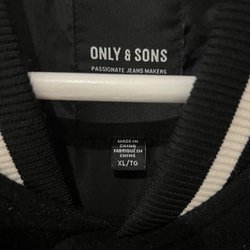 ONLY & SONS
PASSIONATE JEANS MAKERS
MADE IN
CHINA
FABRIQUÉ EN
CHINE
XL/TG